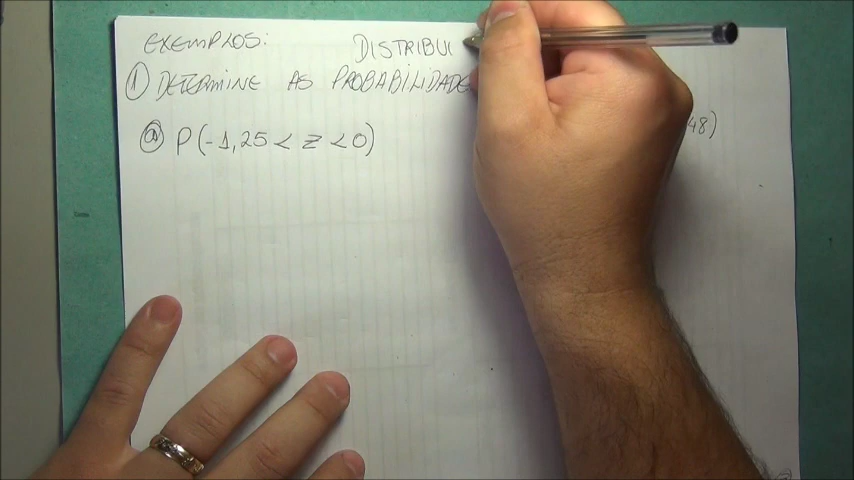 EXEMPLOS: DISTRIBUI
① DETERMINE AS PROBABILIDADE
ⓐ P(-1,25 < Z < 0) 48)